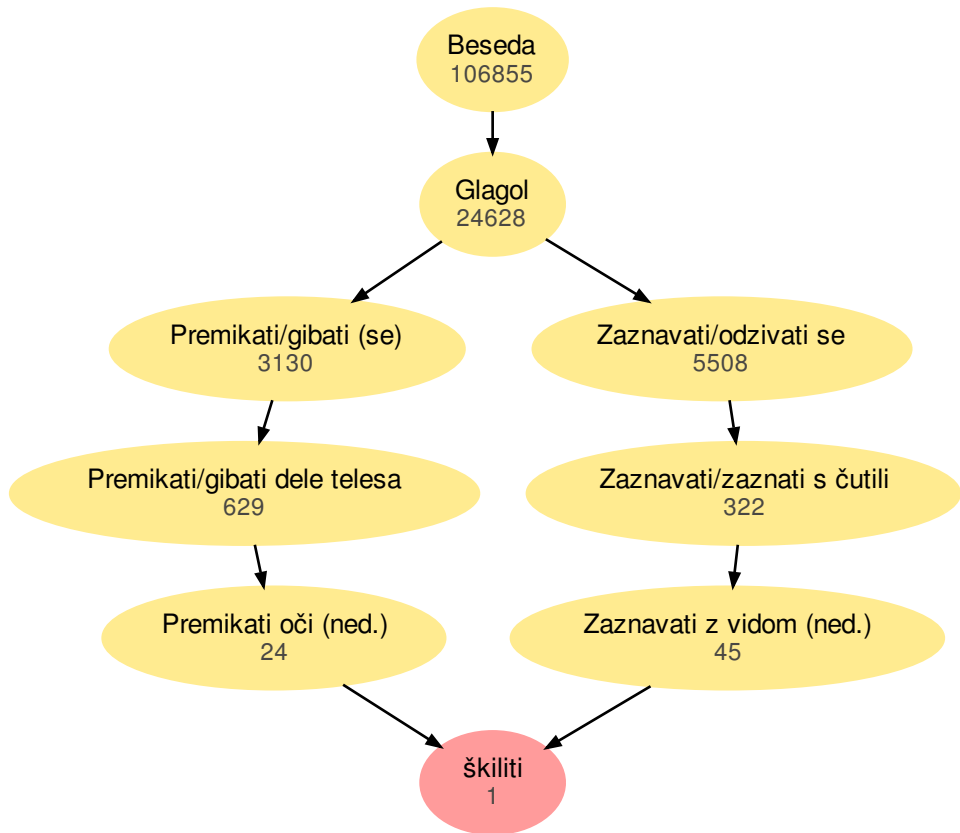 Beseda
106855
Glagol
24628
Premikati/gibati (se)
3130
Zaznavati/odzivati se
5508
Premikati/gibati dele telesa
629
Zaznavati/zaznati s čutili
322
Premikati oči (ned.)
24
Zaznavati z vidom (ned.)
45
škiliti
1